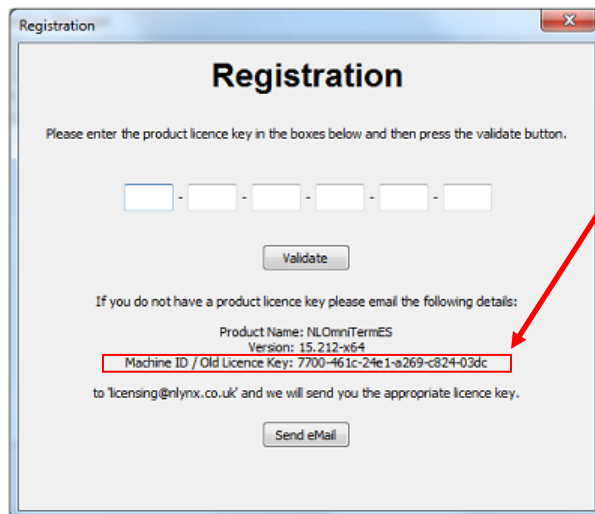 Registration
Registration
Please enter the product licence key in the boxes below and then press the validate button.
- - - - -
Validate
If you do not have a product licence key please email the following details:
Product Name: NLOmniTermES
Version: 15.212-x64
Machine ID / Old Licence Key: 7700-461c-24e1-a269-c824-03dc
to 'licensing@nlynx.co.uk' and we will send you the appropriate licence key.
Send eMail